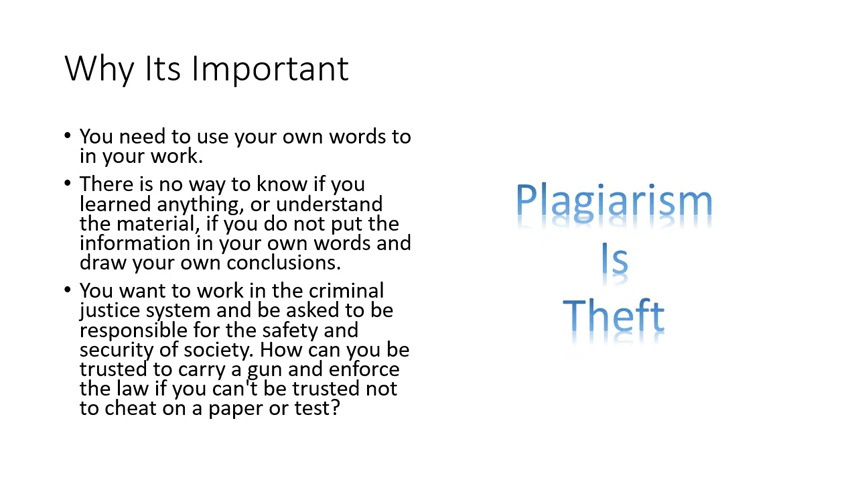 Why Its Important
• You need to use your own words to
in your work.
• There is no way to know if you
learned anything, or understand
the material, if you do not put the
information in your own words and
draw your own conclusions.
• You want to work in the criminal
justice system and be asked to be
responsible for the safety and
security of society. How can you be
trusted to carry a gun and enforce
the law if you can't be trusted not
to cheat on a paper or test?
Plagiarism
Is
Theft